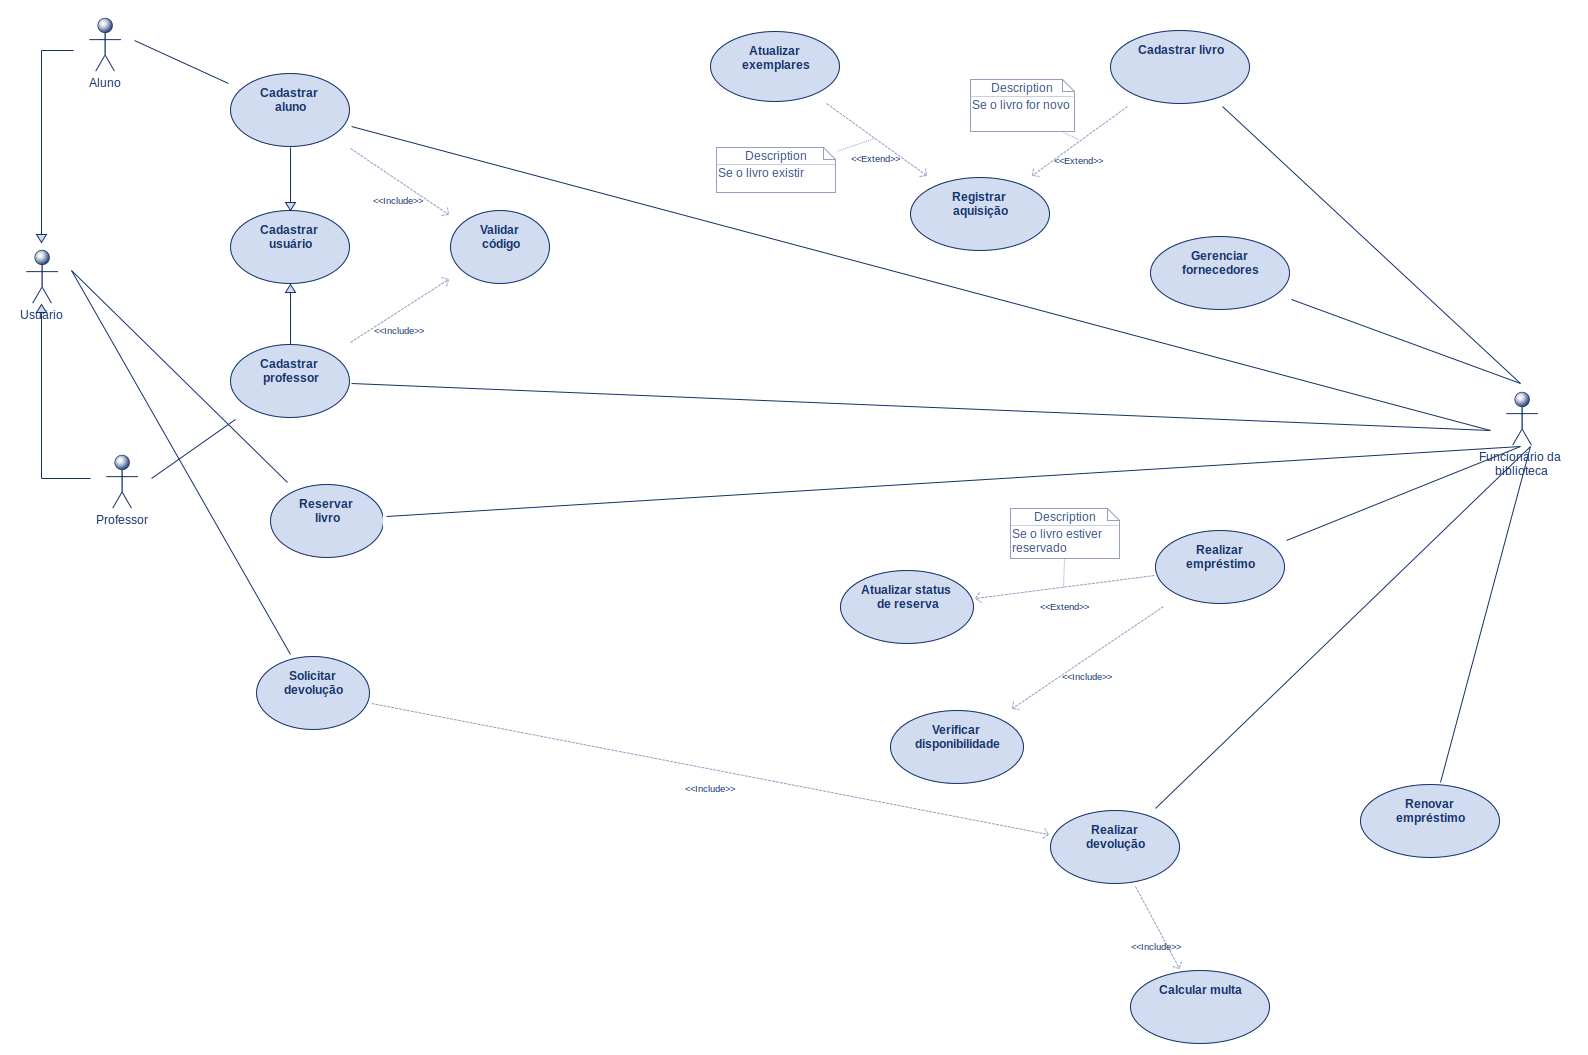 Aluno
Cadastrar
aluno
Atualizar
exemplares
Cadastrar livro
Description
Se o livro for novo
Description
Se o livro existir
<<Extend>>
<<Extend>>
Registrar
aquisição
<<Include>>
Cadastrar
usuário
Validar
código
Gerenciar
fornecedores
Usuário
<<Include>>
Cadastrar
professor
Funcionário da
biblioteca
Professor
Reservar
livro
Description
Se o livro estiver
reservado
Realizar
empréstimo
Atualizar status
de reserva
<<Extend>>
<<Include>>
Solicitar
devolução
Verificar
disponibilidade
<<Include>>
Realizar
devolução
Renovar
empréstimo
<<Include>>
Calcular multa